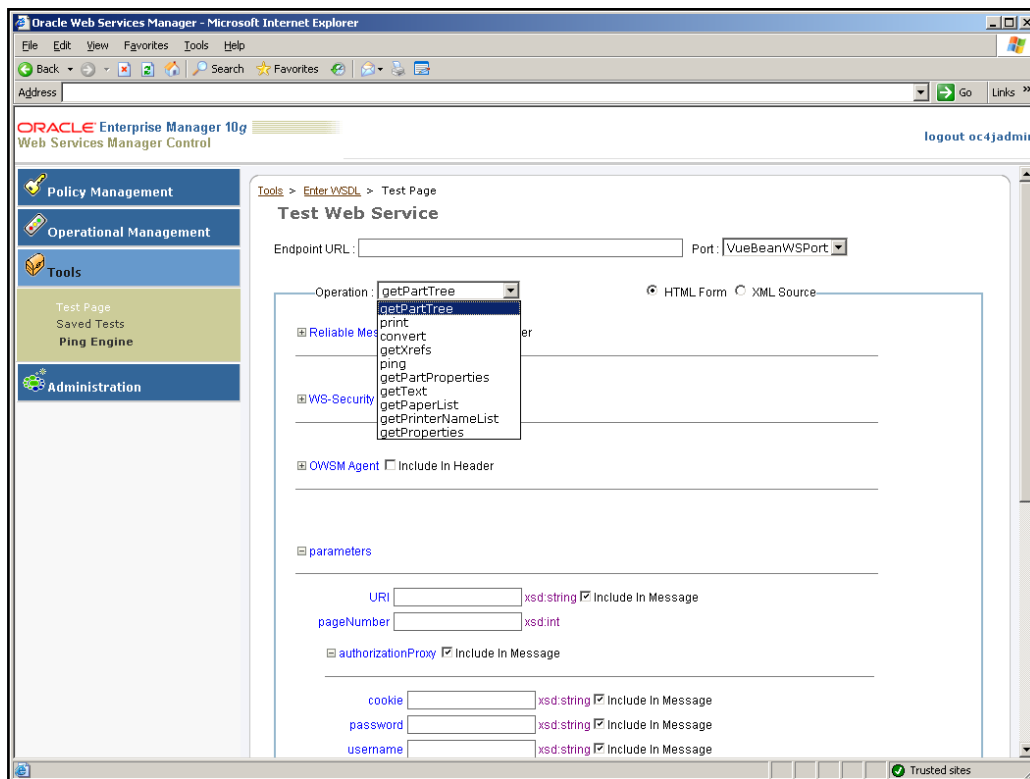 Oracle Web Services Manager - Microsoft Internet Explorer
File Edit View Favorites Tools Help
Back Search Favorites
Address Go Links »
ORACLE Enterprise Manager 10g
Web Services Manager Control
logout oc4jadmin
Policy Management
Operational Management
Tools
Test Page
Saved Tests
Ping Engine
Administration
Tools > Enter WSDL > Test Page
Test Web Service
Endpoint URL : Port : VueBeanWSPort
Operation : getPartTree HTML Form XML Source
getPartTree
print
convert
getXrefs
ping
getPartProperties
getText
getPaperList
getPrinterNameList
getProperties
Reliable Mes er
WS-Security
OWSM Agent Include In Header
parameters
URI xsd:string Include In Message
pageNumber xsd:int
authorizationProxy Include In Message
cookie xsd:string Include In Message
password xsd:string Include In Message
username xsd:string Include In Message
Trusted sites